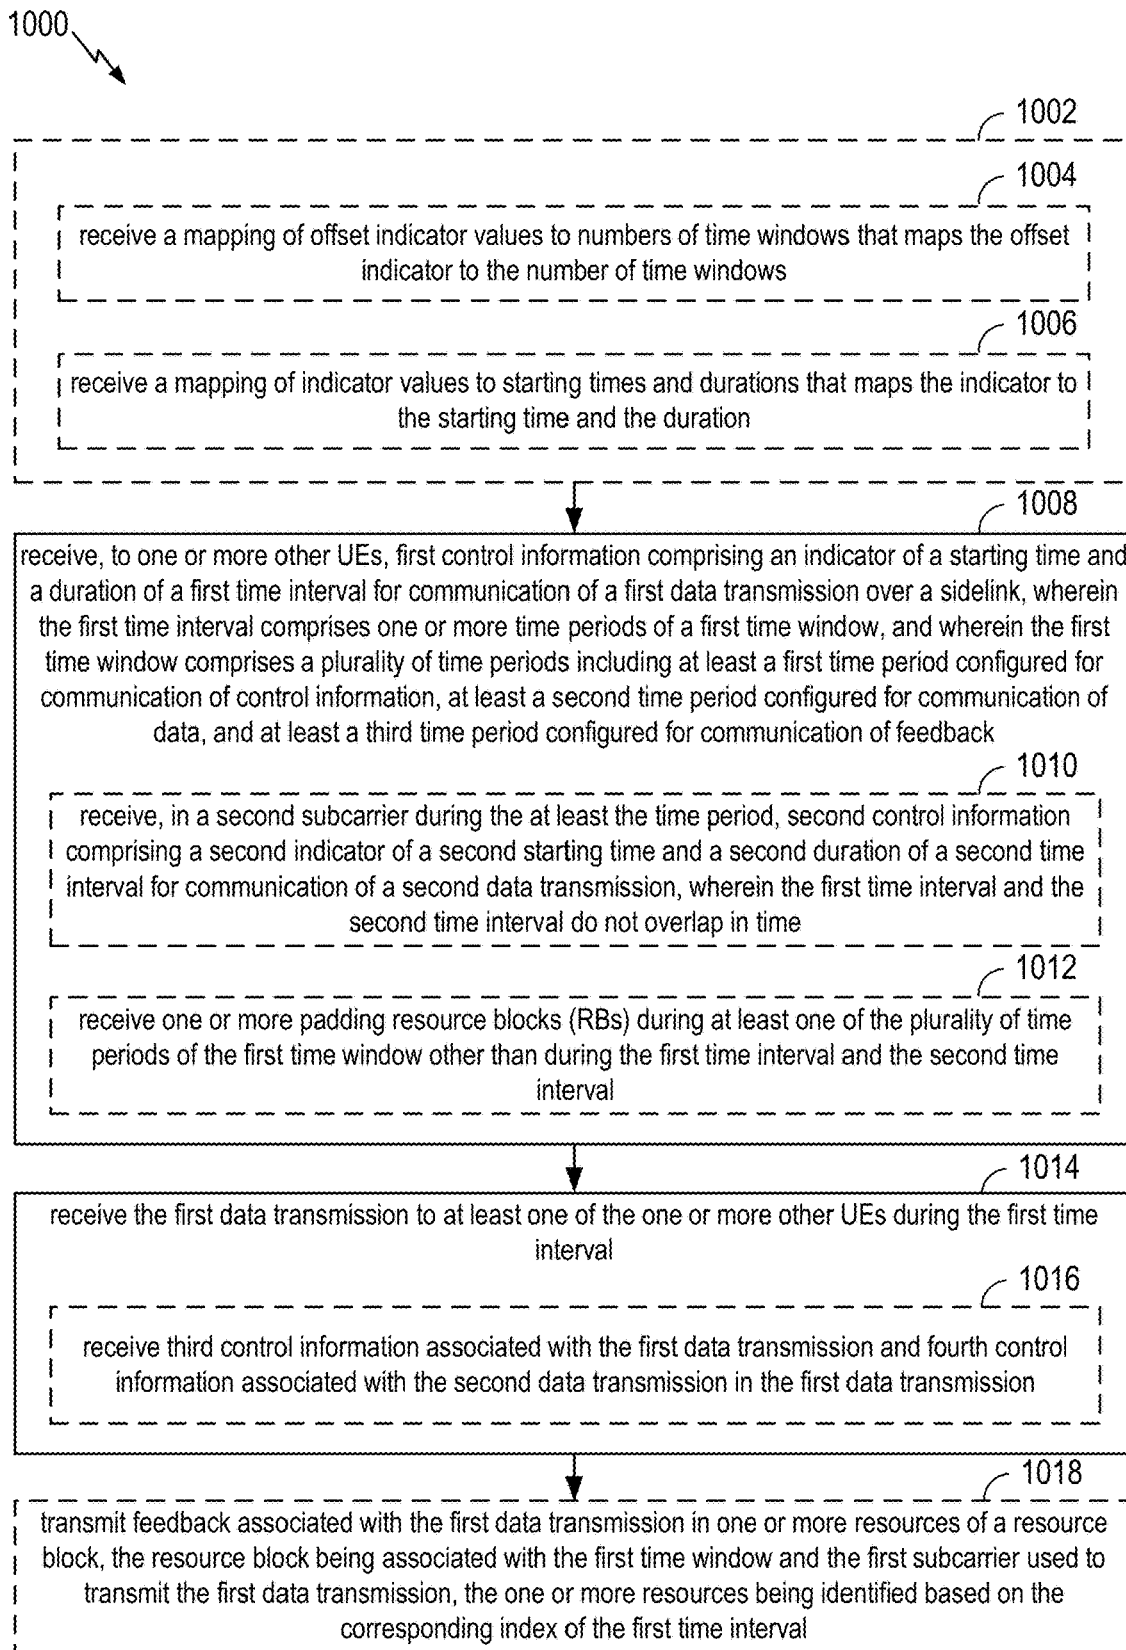 1000
1002
1004
receive a mapping of offset indicator values to numbers of time windows that maps the offset
indicator to the number of time windows
1006
receive a mapping of indicator values to starting times and durations that maps the indicator to
the starting time and the duration
1008
receive, to one or more other UEs, first control information comprising an indicator of a starting time and
a duration of a first time interval for communication of a first data transmission over a sidelink, wherein
the first time interval comprises one or more time periods of a first time window, and wherein the first
time window comprises a plurality of time periods including at least a first time period configured for
communication of control information, at least a second time period configured for communication of
data, and at least a third time period configured for communication of feedback
1010
receive, in a second subcarrier during the at least the time period, second control information
comprising a second indicator of a second starting time and a second duration of a second time
interval for communication of a second data transmission, wherein the first time interval and the
second time interval do not overlap in time
1012
receive one or more padding resource blocks (RBs) during at least one of the plurality of time
periods of the first time window other than during the first time interval and the second time
interval
1014
receive the first data transmission to at least one of the one or more other UEs during the first time
interval
1016
receive third control information associated with the first data transmission and fourth control
information associated with the second data transmission in the first data transmission
1018
transmit feedback associated with the first data transmission in one or more resources of a resource
block, the resource block being associated with the first time window and the first subcarrier used to
transmit the first data transmission, the one or more resources being identified based on the
corresponding index of the first time interval